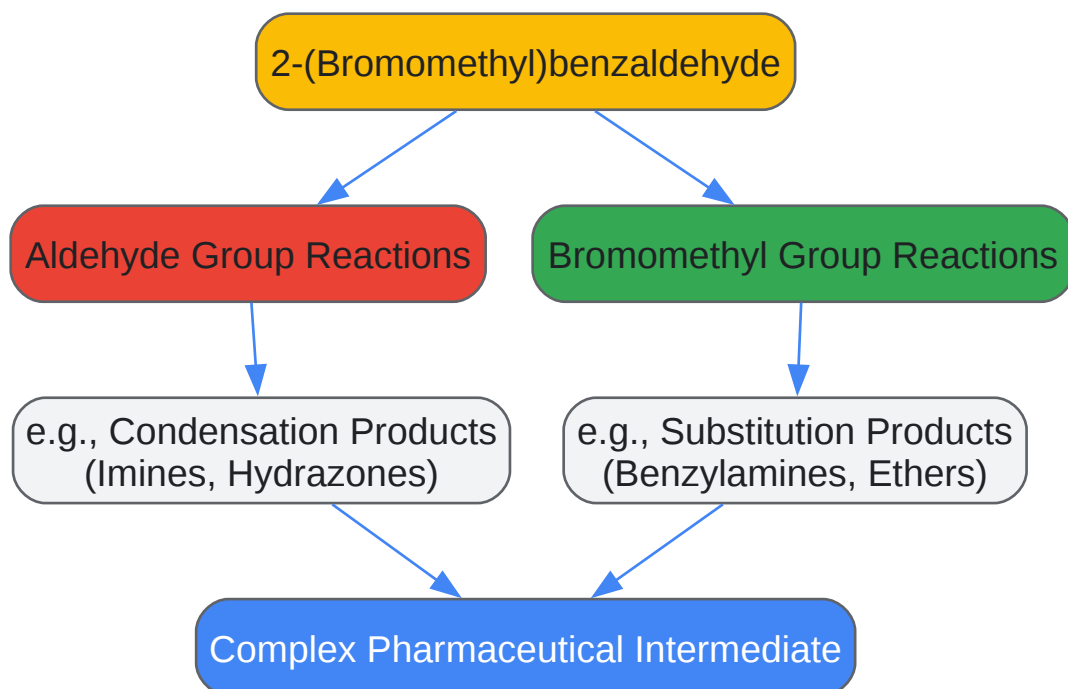 2-(Bromomethyl)benzaldehyde
Aldehyde Group Reactions
Bromomethyl Group Reactions
e.g., Condensation Products
(Imines, Hydrazones)
e.g., Substitution Products
(Benzylamines, Ethers)
Complex Pharmaceutical Intermediate